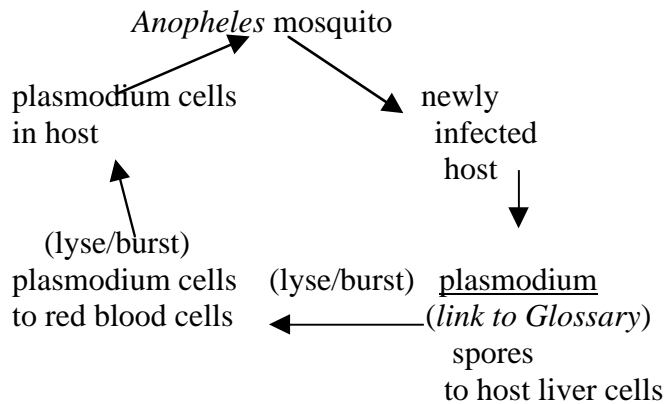 Anopheles mosquito
plasmodium cells
in host
newly
infected
host
(lyse/burst)
plasmodium cells
to red blood cells
(lyse/burst)
plasmodium
(link to Glossary)
spores
to host liver cells